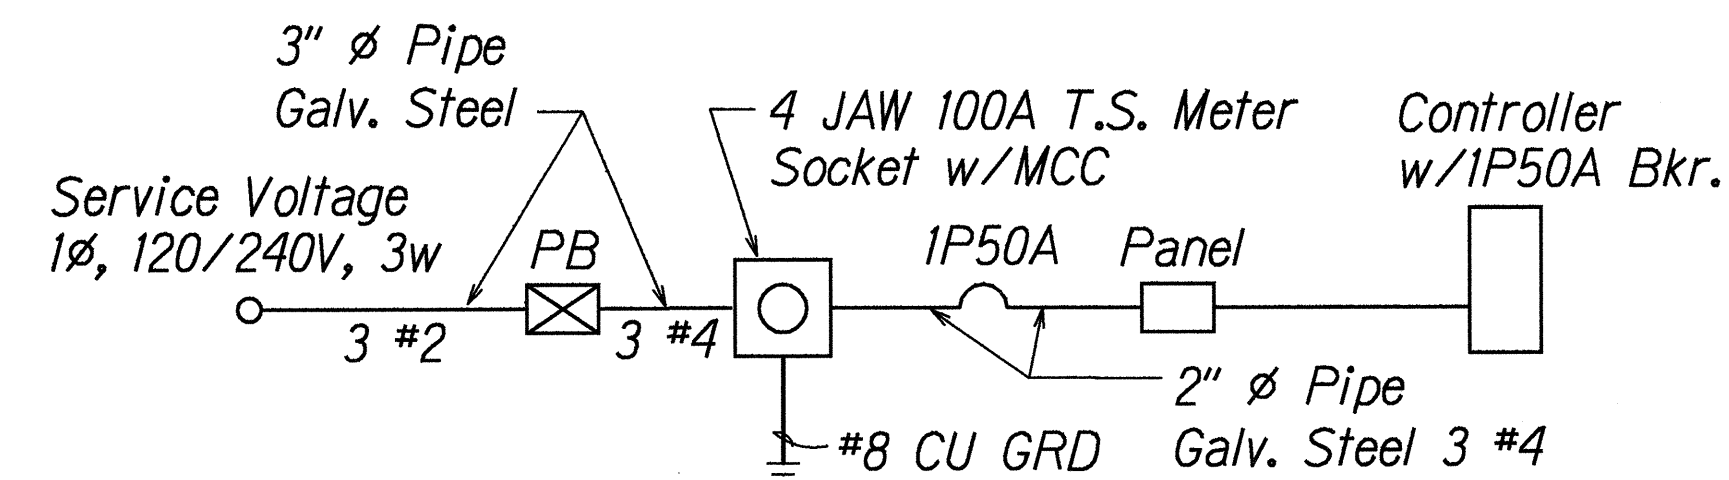 3" ø Pipe
Galv. Steel
4 JAW 100A T.S. Meter
Socket w/MCC
Controller
w/1P50A Bkr.
Service Voltage
1ø, 120/240V, 3w
PB
1P50A
Panel
3 #2
3 #4
2" ø Pipe
Galv. Steel 3 #4
#8 CU GRD